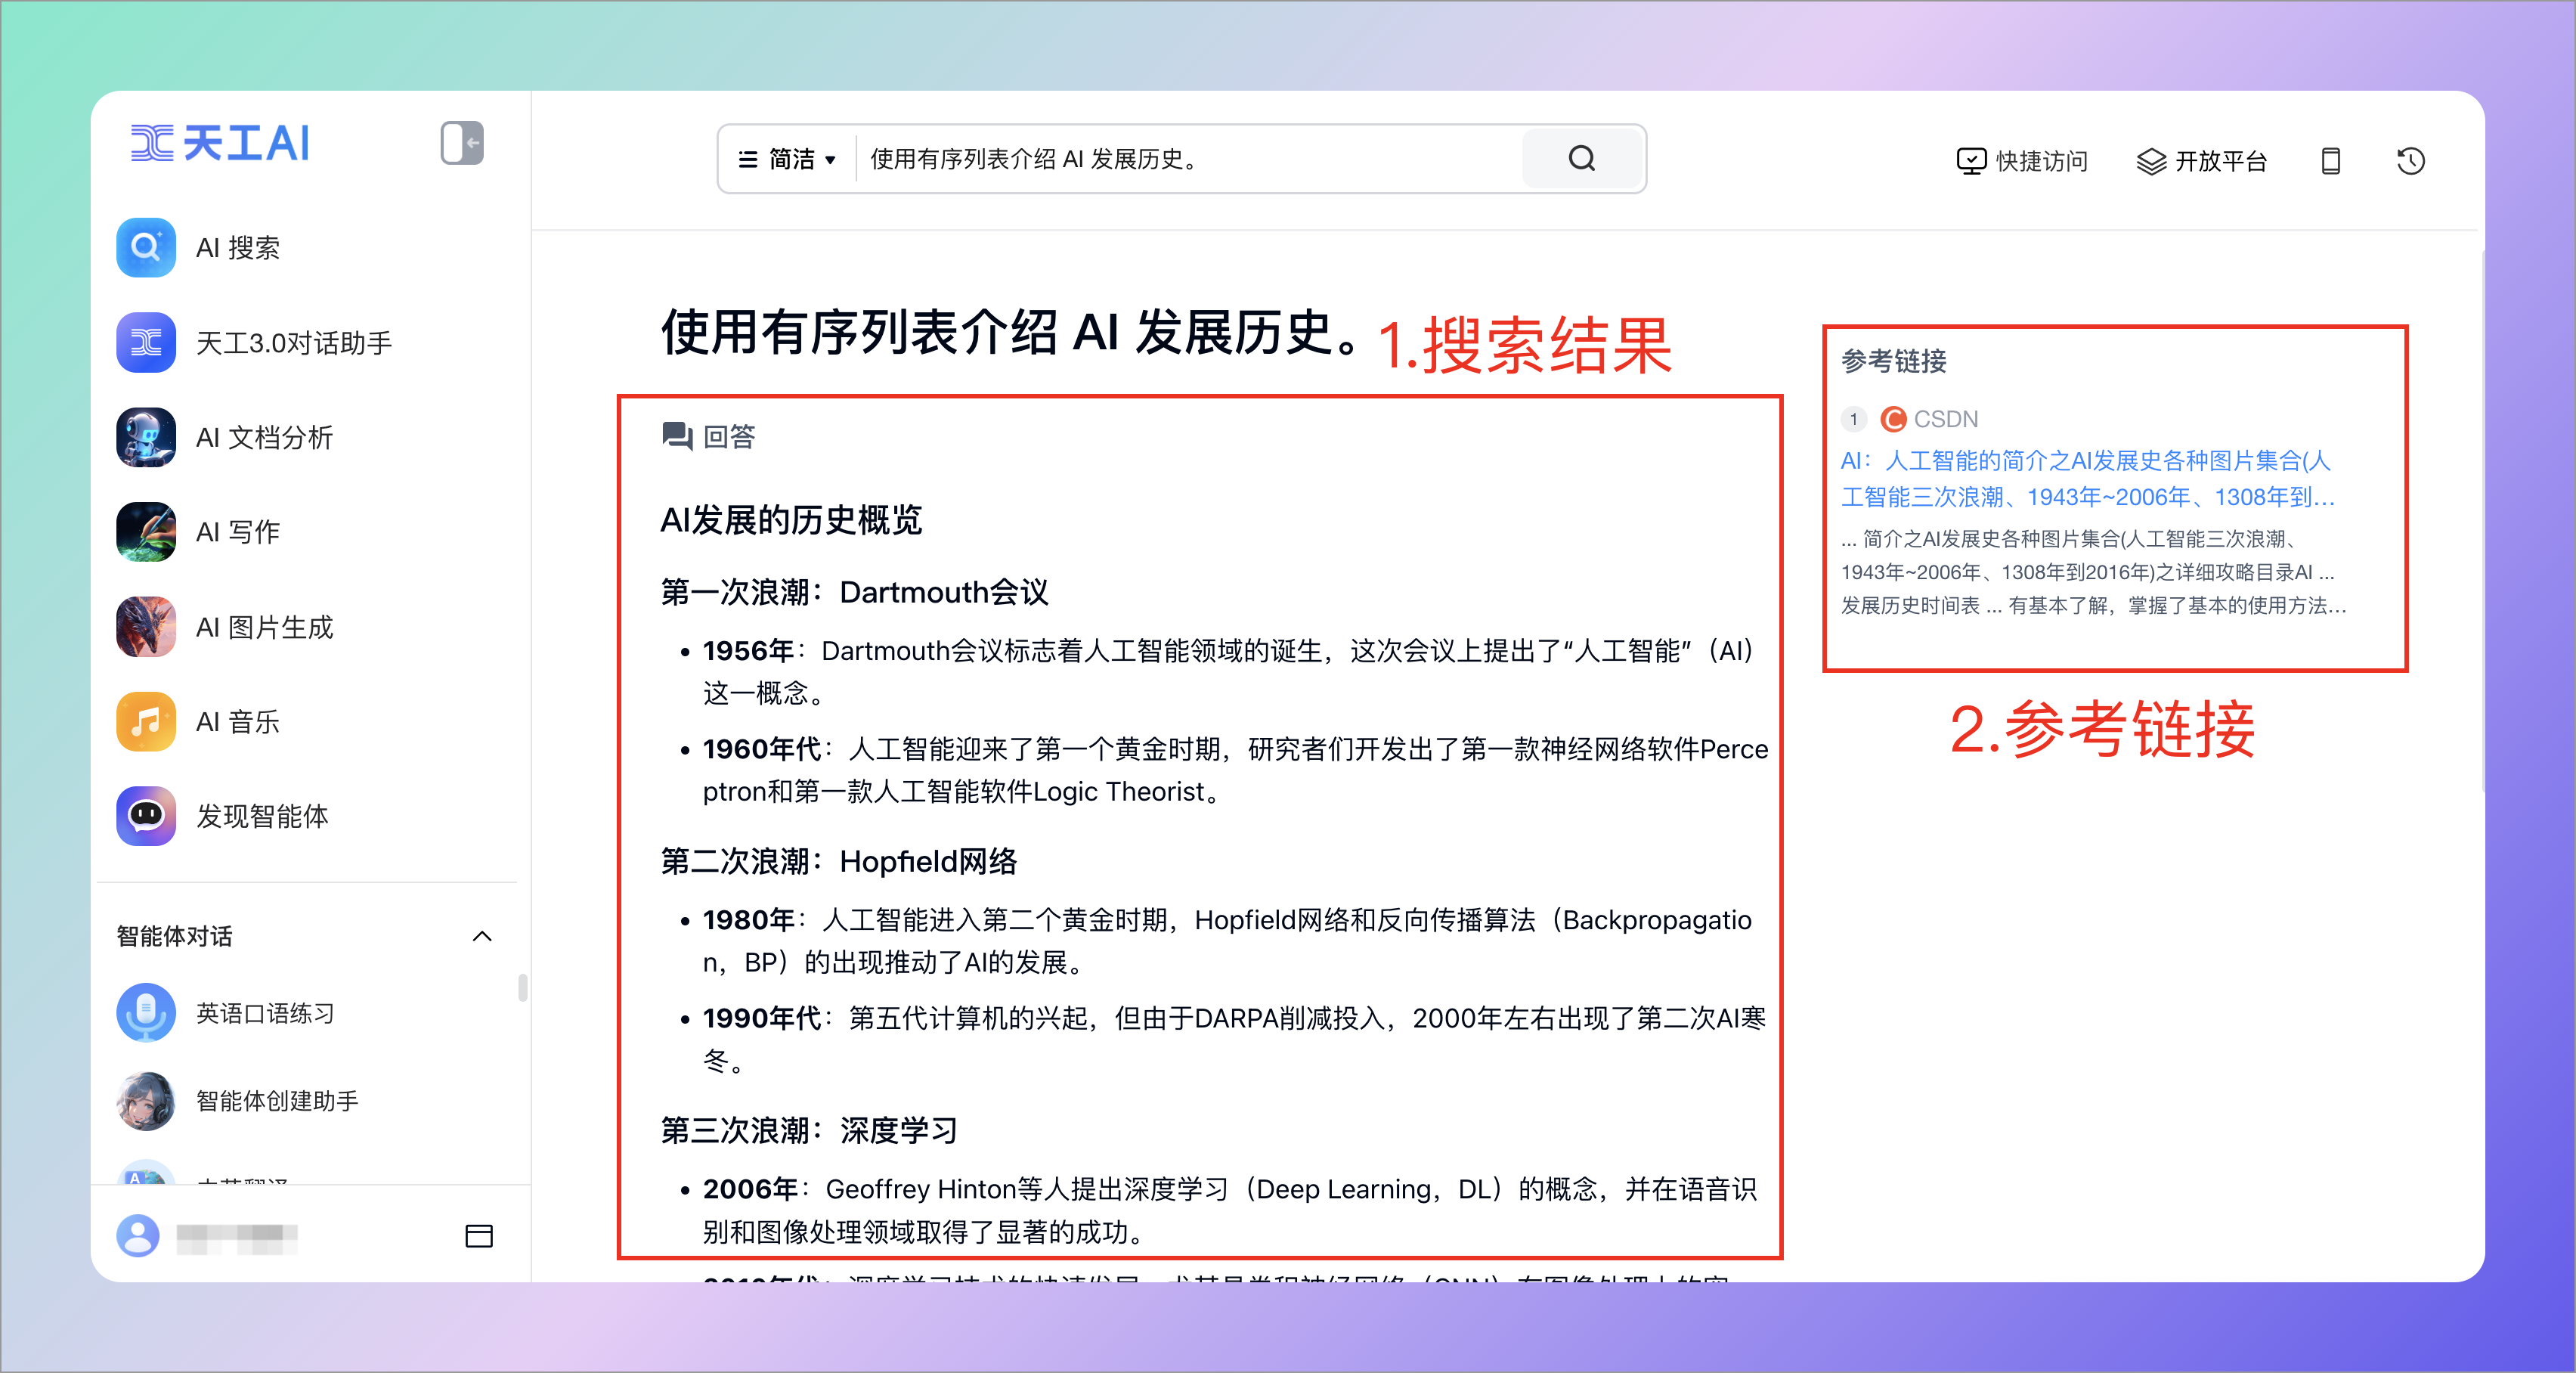 天工AI
AI 搜索
天工3.0对话助手
AI 文档分析
AI 写作
AI 图片生成
AI 音乐
发现智能体
智能体对话
英语口语练习
智能体创建助手
简洁
使用有序列表介绍 AI 发展历史。
快捷访问
开放平台
使用有序列表介绍 AI 发展历史。
1.搜索结果
回答
AI发展的历史概览
第一次浪潮：Dartmouth会议
• 1956年：Dartmouth会议标志着人工智能领域的诞生，这次会议上提出了“人工智能”（AI）
这一概念。
• 1960年代：人工智能迎来了第一个黄金时期，研究者们开发出了第一款神经网络软件Perce
ptron和第一款人工智能软件Logic Theorist。
第二次浪潮：Hopfield网络
• 1980年：人工智能进入第二个黄金时期，Hopfield网络和反向传播算法（Backpropagatio
n，BP）的出现推动了AI的发展。
• 1990年代：第五代计算机的兴起，但由于DARPA削减投入，2000年左右出现了第二次AI寒
冬。
第三次浪潮：深度学习
• 2006年：Geoffrey Hinton等人提出深度学习（Deep Learning，DL）的概念，并在语音识
别和图像处理领域取得了显著的成功。
参考链接
1 CSDN
AI：人工智能的简介之AI发展史各种图片集合(人
工智能三次浪潮、1943年~2006年、1308年到...
... 简介之AI发展史各种图片集合(人工智能三次浪潮、
1943年~2006年、1308年到2016年)之详细攻略目录AI ...
发展历史时间表 ... 有基本了解，掌握了基本的使用方法...
2.参考链接